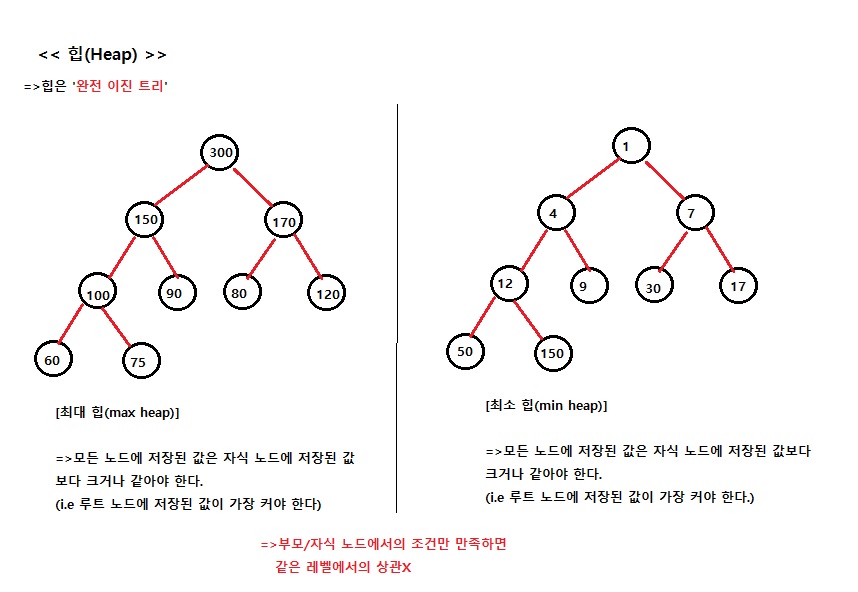 << 힙(Heap) >>
=>힙은 '완전 이진 트리'
300
150
170
100
90
80
120
60
75
[최대 힙(max heap)]
=>모든 노드에 저장된 값은 자식 노드에 저장된 값
보다 크거나 같아야 한다.
(i.e 루트 노드에 저장된 값이 가장 커야 한다)
1
4
7
12
9
30
17
50
150
[최소 힙(min heap)]
=>모든 노드에 저장된 값은 자식 노드에 저장된 값보다
크거나 같아야 한다.
(i.e 루트 노드에 저장된 값이 가장 커야 한다.)
=>부모/자식 노드에서의 조건만 만족하면
같은 레벨에서의 상관X